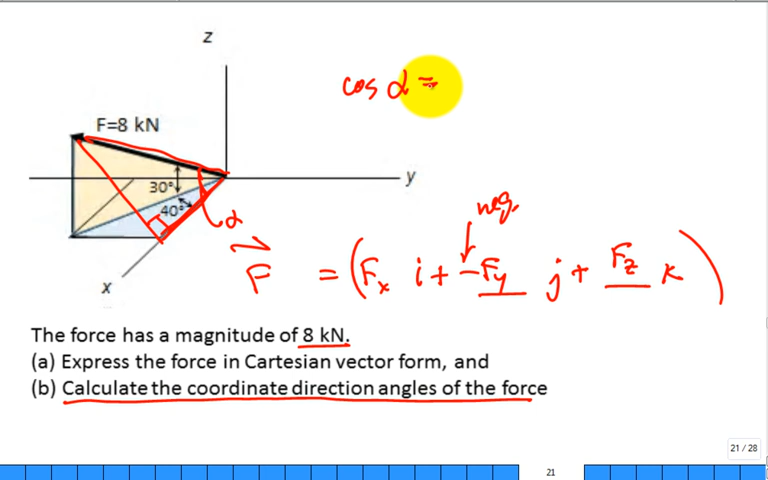 z
cos α =
F=8 kN
y
30°
40°
α
neg.
F = (Fx i + -Fy j + Fz k)
x
The force has a magnitude of 8 kN.
(a) Express the force in Cartesian vector form, and
(b) Calculate the coordinate direction angles of the force
21 / 28
21